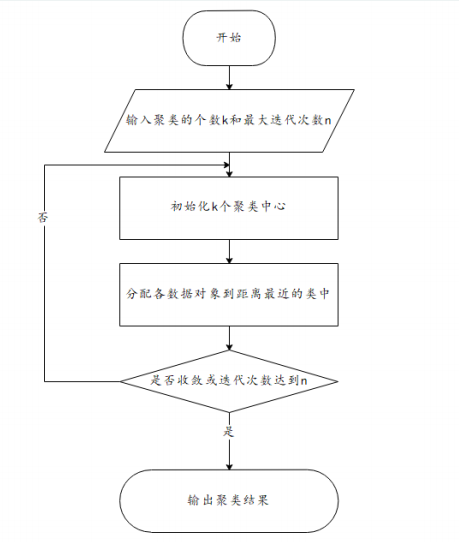 开始
输入聚类的个数k和最大迭代次数n
否
初始化k个聚类中心
分配各数据对象到距离最近的类中
是否收敛或迭代次数达到n
是
输出聚类结果